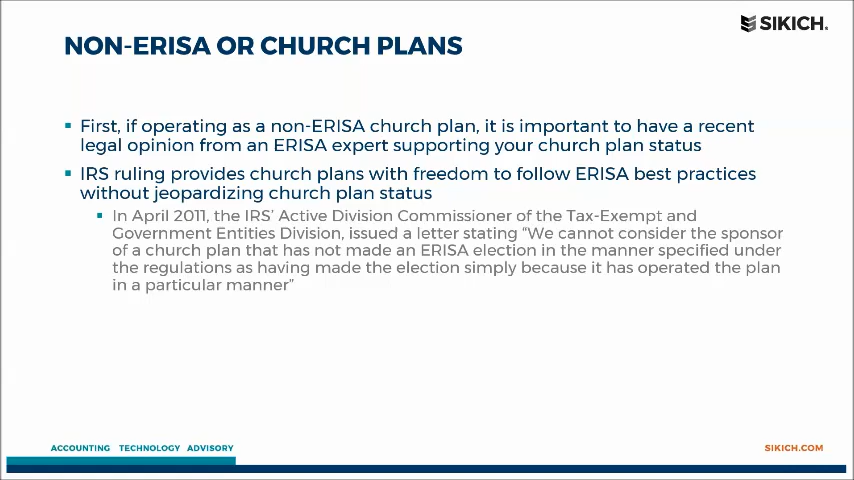 SIKICH.
NON-ERISA OR CHURCH PLANS
First, if operating as a non-ERISA church plan, it is important to have a recent
legal opinion from an ERISA expert supporting your church plan status
IRS ruling provides church plans with freedom to follow ERISA best practices
without jeopardizing church plan status
In April 2011, the IRS' Active Division Commissioner of the Tax-Exempt and
Government Entities Division, issued a letter stating “We cannot consider the sponsor
of a church plan that has not made an ERISA election in the manner specified under
the regulations as having made the election simply because it has operated the plan
in a particular manner”
ACCOUNTING TECHNOLOGY ADVISORY
SIKICH.COM